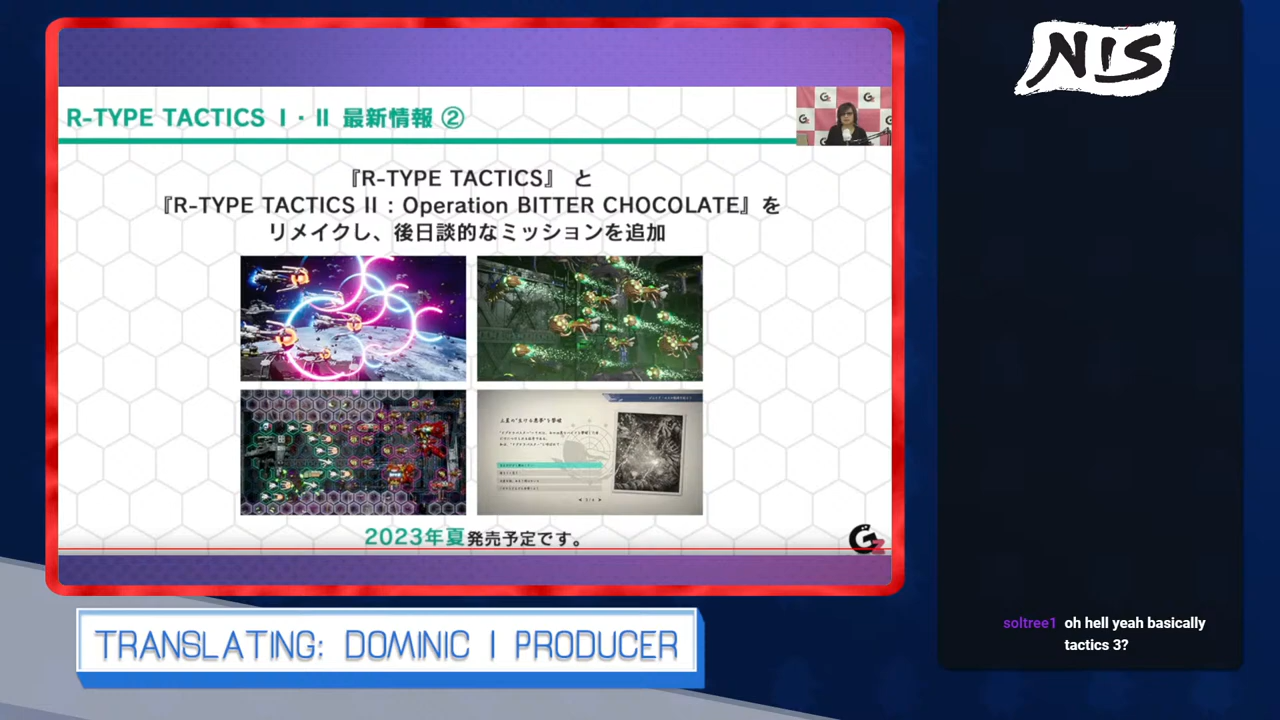 NIS
R-TYPE TACTICS Ⅰ・Ⅱ 最新情報 ②
『R-TYPE TACTICS』 と
『R-TYPE TACTICS II : Operation BITTER CHOCOLATE』を
リメイクし、後日談的なミッションを追加
2023年夏発売予定です。
TRANSLATING: DOMINIC | PRODUCER
soltree1 oh hell yeah basically
tactics 3?